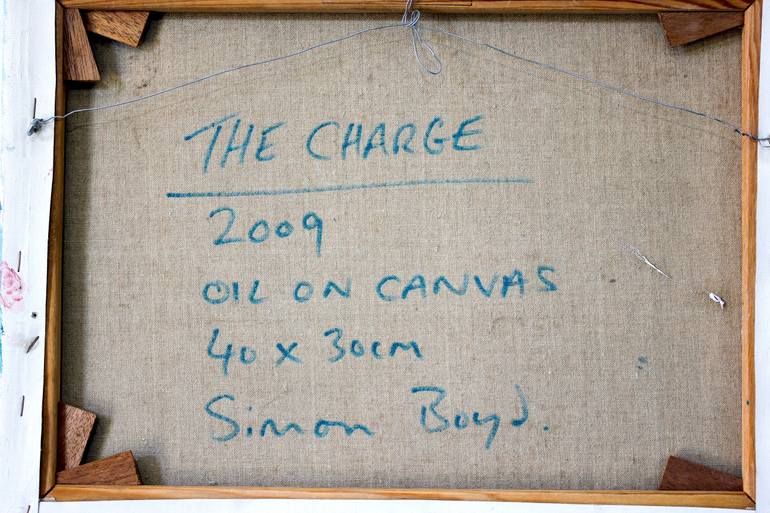 THE CHARGE
2009
OIL ON CANVAS
40 x 30cm
Simon Boyd.